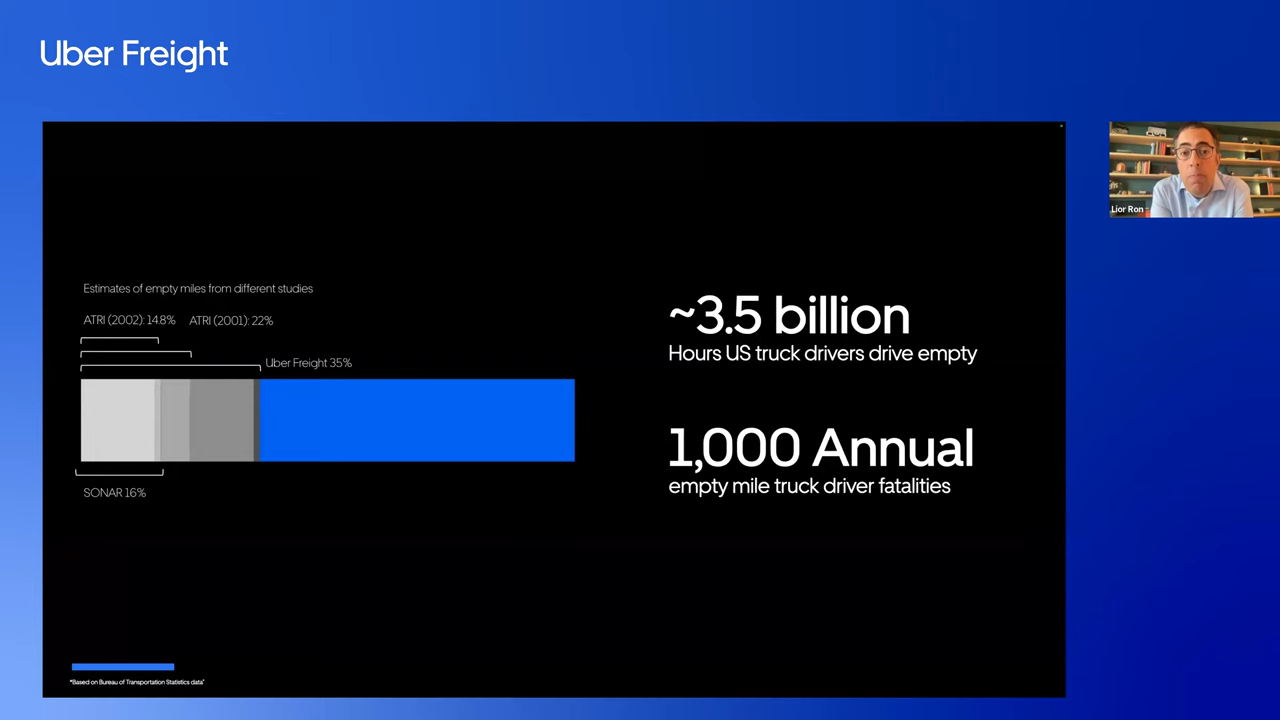 Uber Freight
Lior Ron
Estimates of empty miles from different studies
ATRI (2002): 14.8% ATRI (2001): 22%
Uber Freight 35%
SONAR 16%
~3.5 billion
Hours US truck drivers drive empty
1,000 Annual
empty mile truck driver fatalities
*Based on Bureau of Transportation Statistics data*